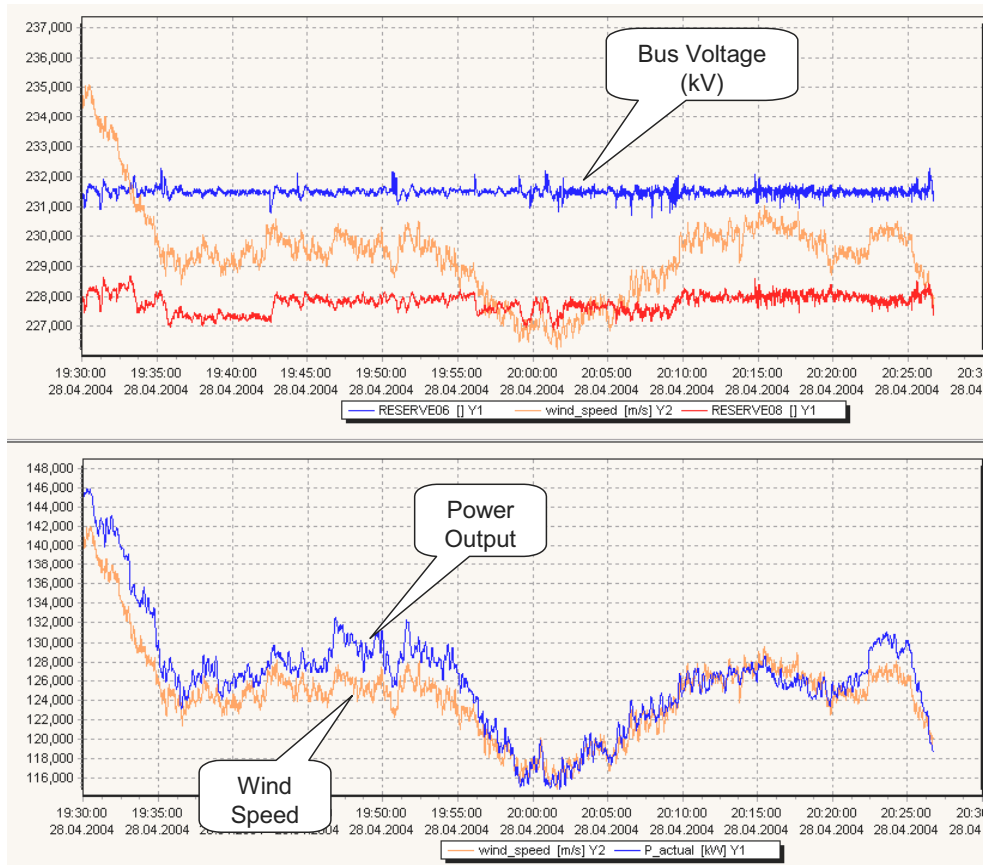 237,000
236,000
235,000
234,000
233,000
232,000
231,000
230,000
229,000
228,000
227,000
Bus Voltage
(kV)
19:30:00 19:35:00 19:40:00 19:45:00 19:50:00 19:55:00 20:00:00 20:05:00 20:10:00 20:15:00 20:20:00 20:25:00 20:3
28.04.2004 28.04.2004 28.04.2004 28.04.2004 28.04.2004 28.04.2004 28.04.2004 28.04.2004 28.04.2004 28.04.2004 28.04.2004 28.04.2004 28.04
RESERVE06 [] Y1 wind_speed [m/s] Y2 RESERVE08 [] Y1
148,000
146,000
144,000
142,000
140,000
138,000
136,000
134,000
132,000
130,000
128,000
126,000
124,000
122,000
120,000
118,000
116,000
Power
Output
Wind
Speed
19:30:00 19:35:00 19:50:00 19:55:00 20:00:00 20:05:00 20:10:00 20:15:00 20:20:00 20:25:00 20:3
28.04.2004 28.04.2004 28.04.2004 28.04.2004 28.04.2004 28.04.2004 28.04.2004 28.04.2004 28.04.2004 28.04.2004 28.04
wind_speed [m/s] Y2 P_actual [kW] Y1